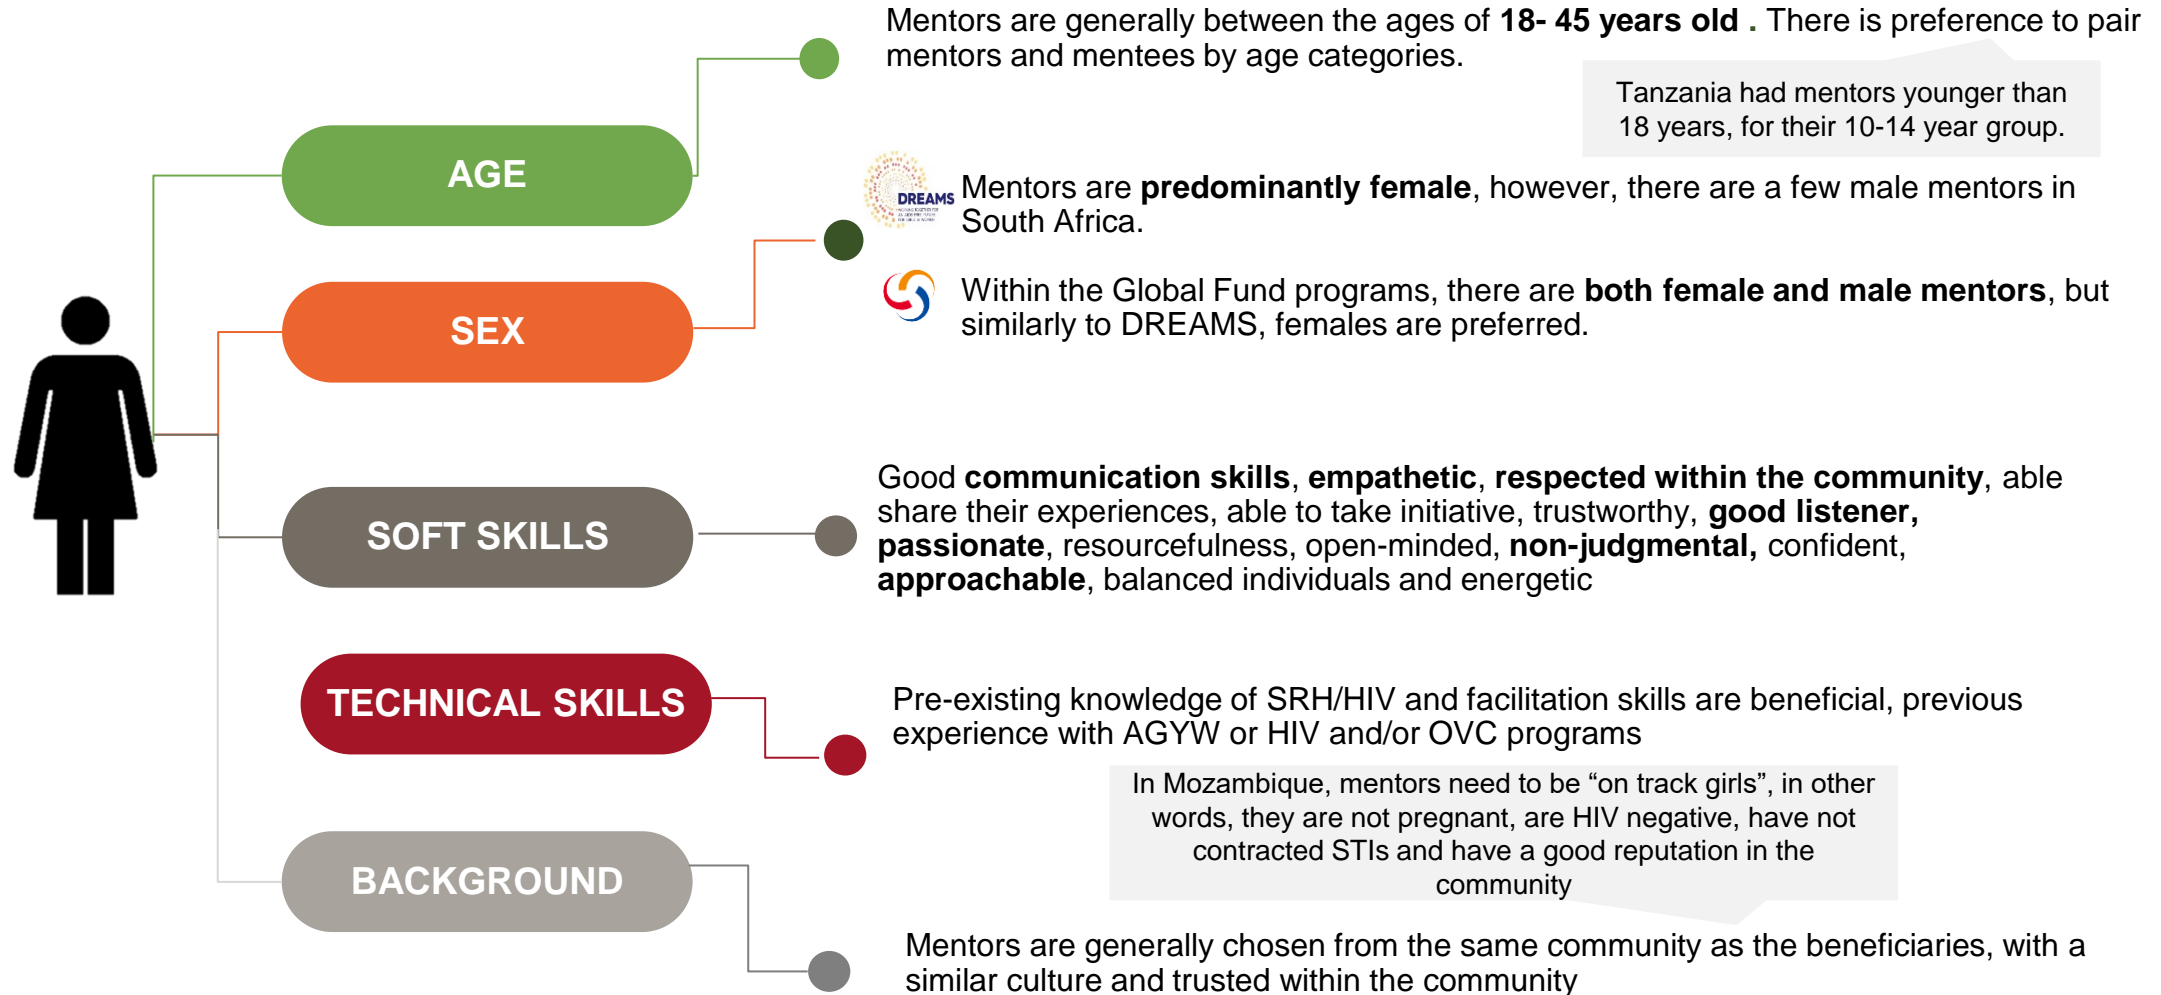 Mentors are generally between the ages of 18- 45 years old . There is preference to pair
mentors and mentees by age categories.
Tanzania had mentors younger than
18 years, for their 10-14 year group.
AGE
DREAMS
Mentors are predominantly female, however, there are a few male mentors in
South Africa.
SEX
Within the Global Fund programs, there are both female and male mentors, but
similarly to DREAMS, females are preferred.
SOFT SKILLS
Good communication skills, empathetic, respected within the community, able
share their experiences, able to take initiative, trustworthy, good listener,
passionate, resourcefulness, open-minded, non-judgmental, confident,
approachable, balanced individuals and energetic
TECHNICAL SKILLS
Pre-existing knowledge of SRH/HIV and facilitation skills are beneficial, previous
experience with AGYW or HIV and/or OVC programs
In Mozambique, mentors need to be “on track girls”, in other
words, they are not pregnant, are HIV negative, have not
contracted STIs and have a good reputation in the
community
BACKGROUND
Mentors are generally chosen from the same community as the beneficiaries, with a
similar culture and trusted within the community